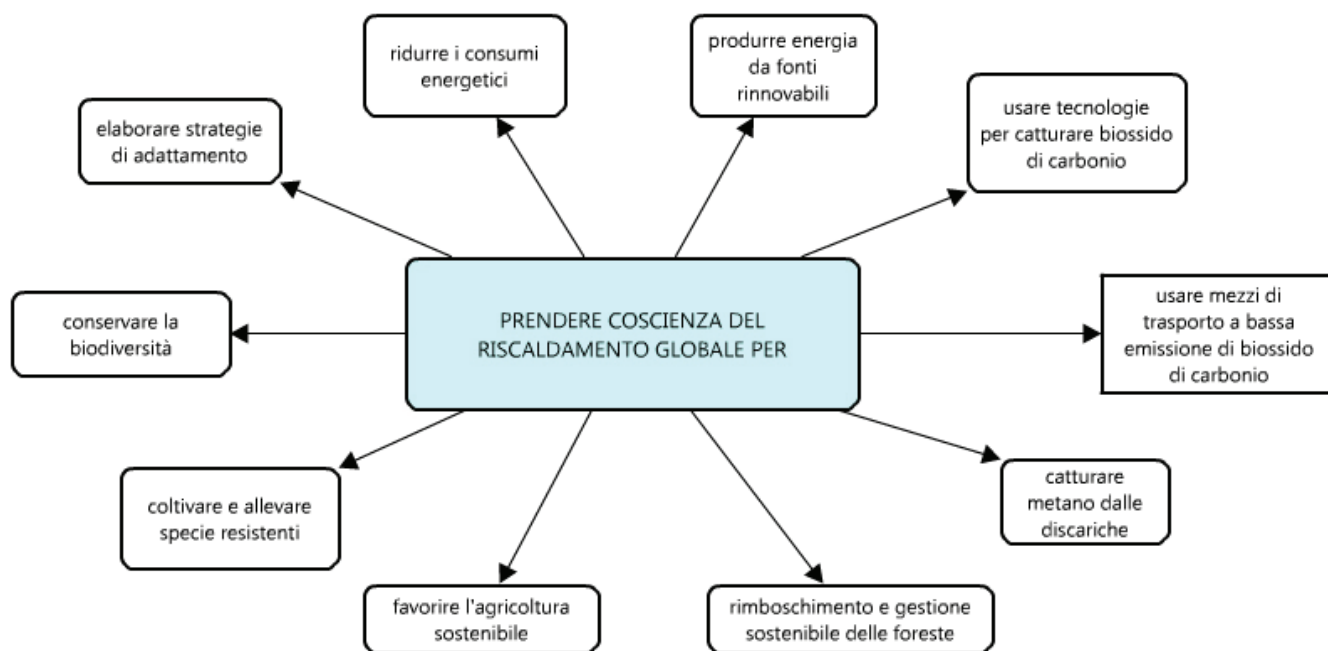 ridurre i consumi
energetici
produrre energia
da fonti
rinnovabili
usare tecnologie
per catturare biossido
di carbonio
elaborare strategie
di adattamento
PRENDERE COSCIENZA DEL
RISCALDAMENTO GLOBALE PER
conservare la
biodiversità
usare mezzi di
trasporto a bassa
emissione di biossido
di carbonio
coltivare e allevare
specie resistenti
catturare
metano dalle
discariche
favorire l'agricoltura
sostenibile
rimboschimento e gestione
sostenibile delle foreste